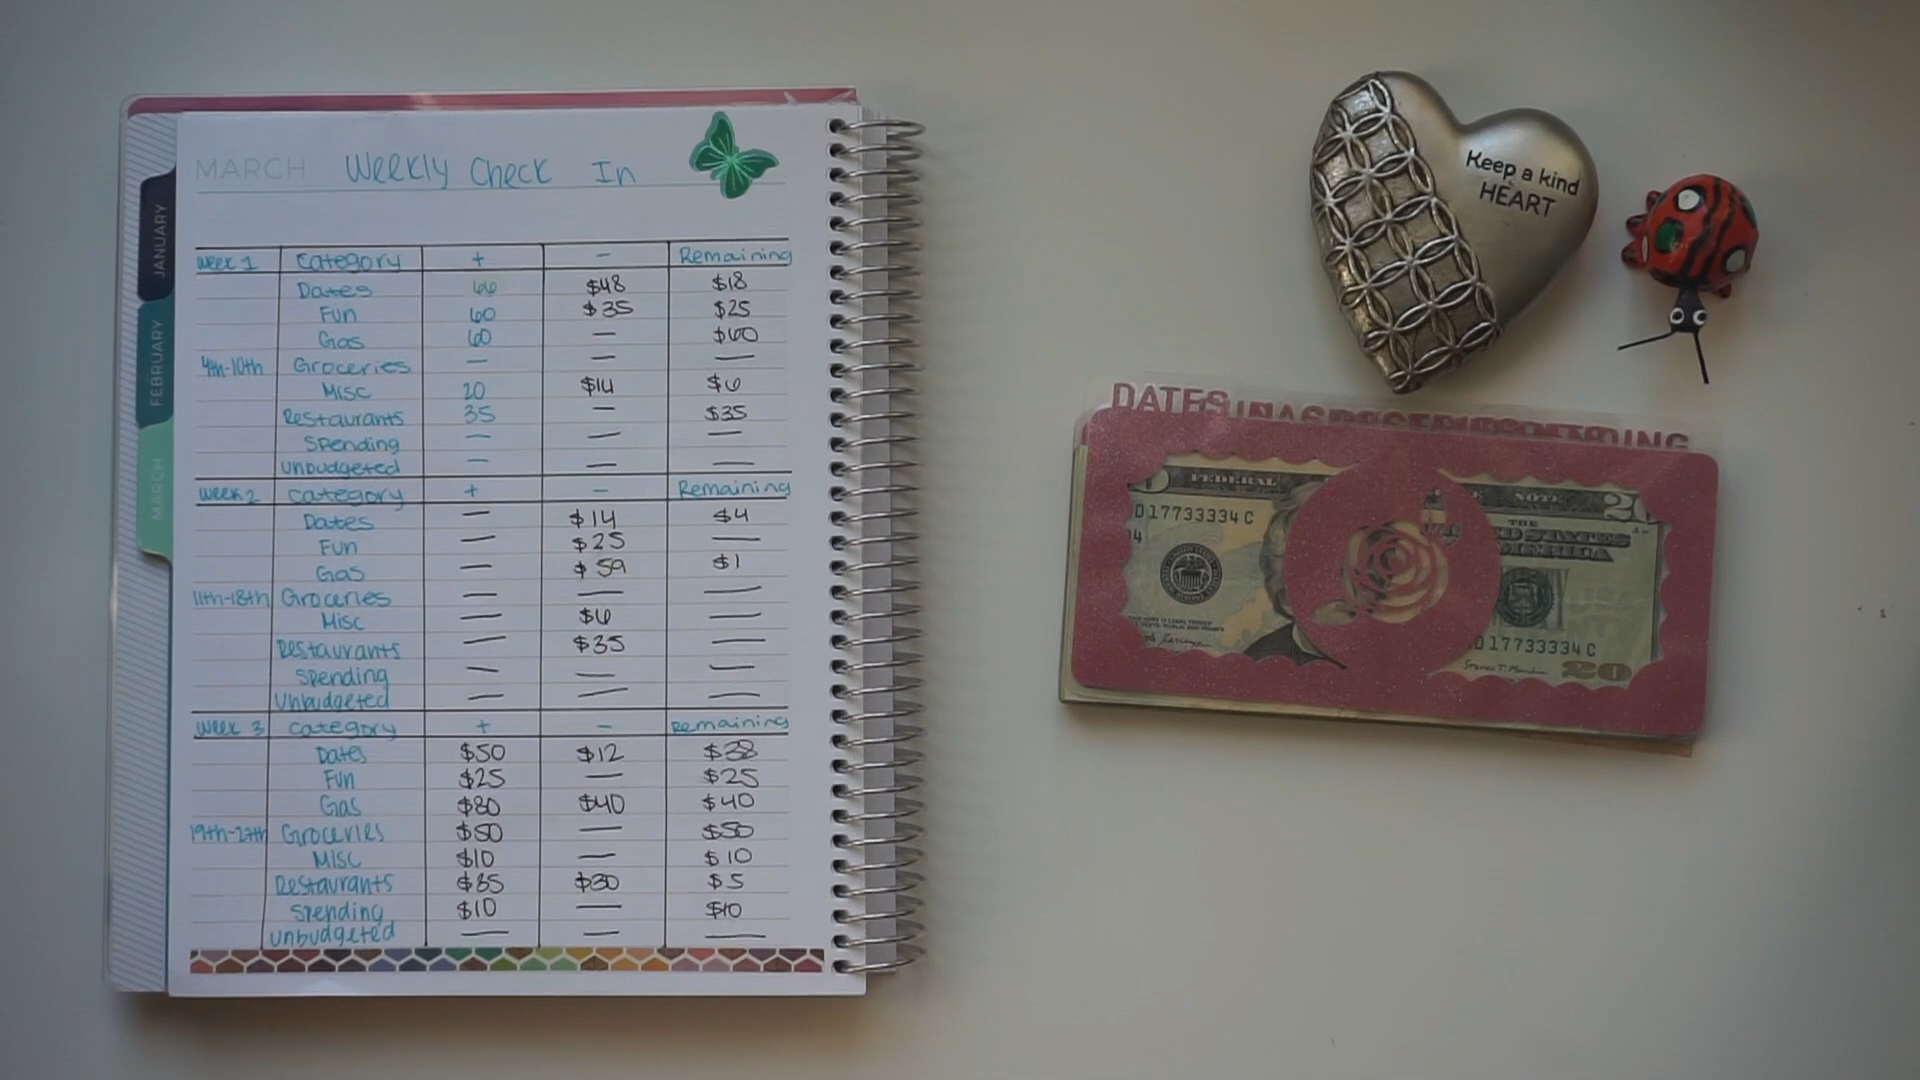 MARCH Weekly Check In
JANUARY
FEBRUARY
MARCH
Week 1 Category + - Remaining
Dates 66 $48 $18
Fun 60 $35 $25
Gas 60 — $60
4th-10th Groceries — — —
Misc 20 $14 $6
Restaurants 35 — $35
Spending — — —
Unbudgeted — — —
Week 2 Category + - Remaining
Dates — $14 $4
Fun — $25 —
Gas — $59 $1
11th-18th Groceries — — —
Misc — $6 —
Restaurants — $35 —
Spending — — —
Unbudgeted — — —
Week 3 Category + - Remaining
Dates $50 $12 $38
Fun $25 — $25
Gas $80 $40 $40
19th-27th Groceries $50 — $50
Misc $10 — $10
Restaurants $35 $30 $5
Spending $10 — $10
Unbudgeted — — —
Keep a kind
HEART
DATES
FEDERAL NOTE 20
D 17733334 C
THE
UNITED STATES
AMERICA
D 17733334 C
20